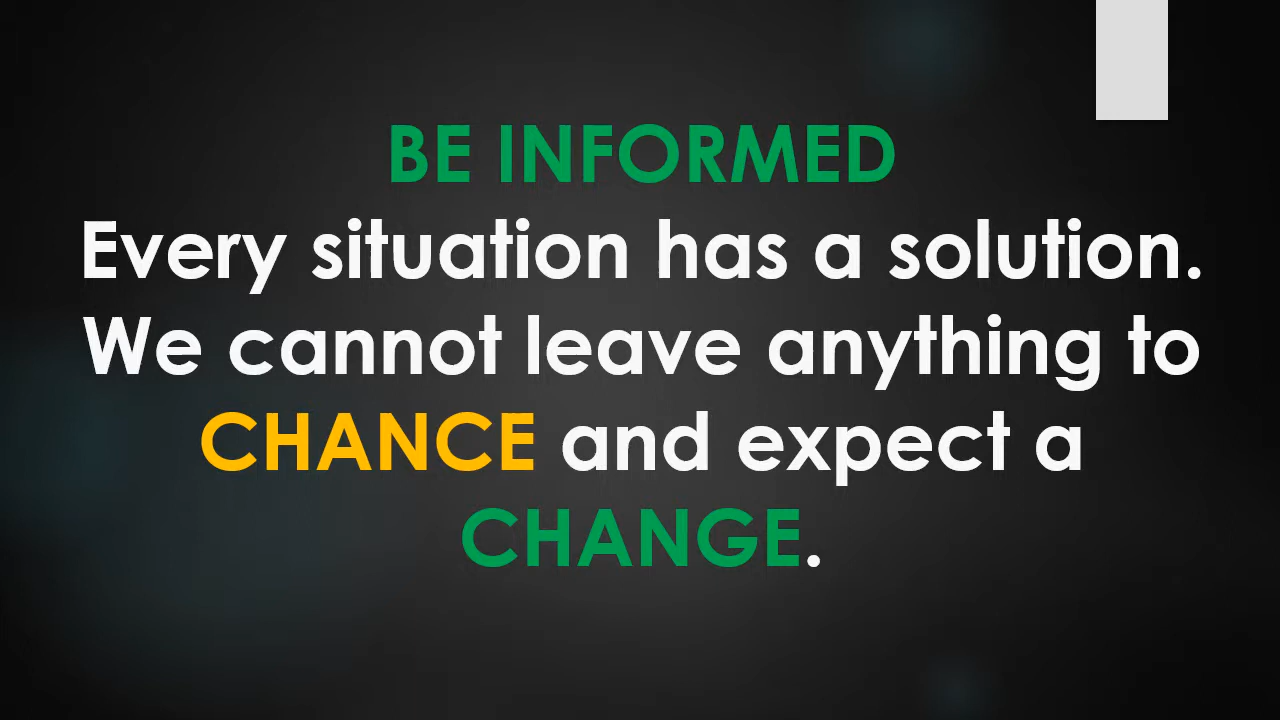 BE INFORMED
Every situation has a solution.
We cannot leave anything to
CHANCE and expect a
CHANGE.